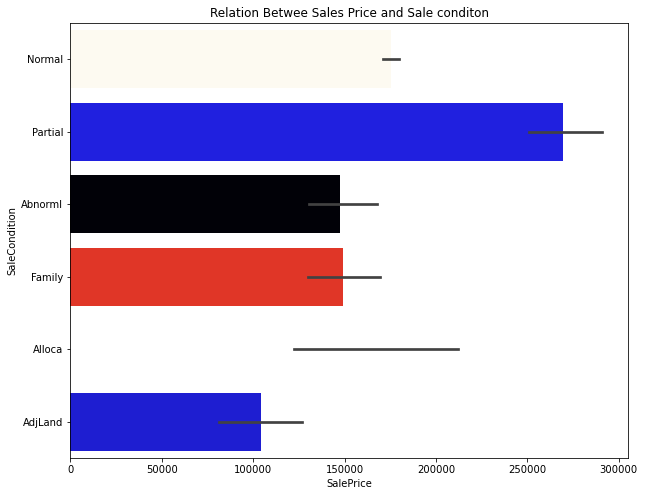 Relation Betwee Sales Price and Sale conditon
Normal
Partial
Abnorml
Family
Alloca
AdjLand
SaleCondition
0 50000 100000 150000 200000 250000 300000
SalePrice